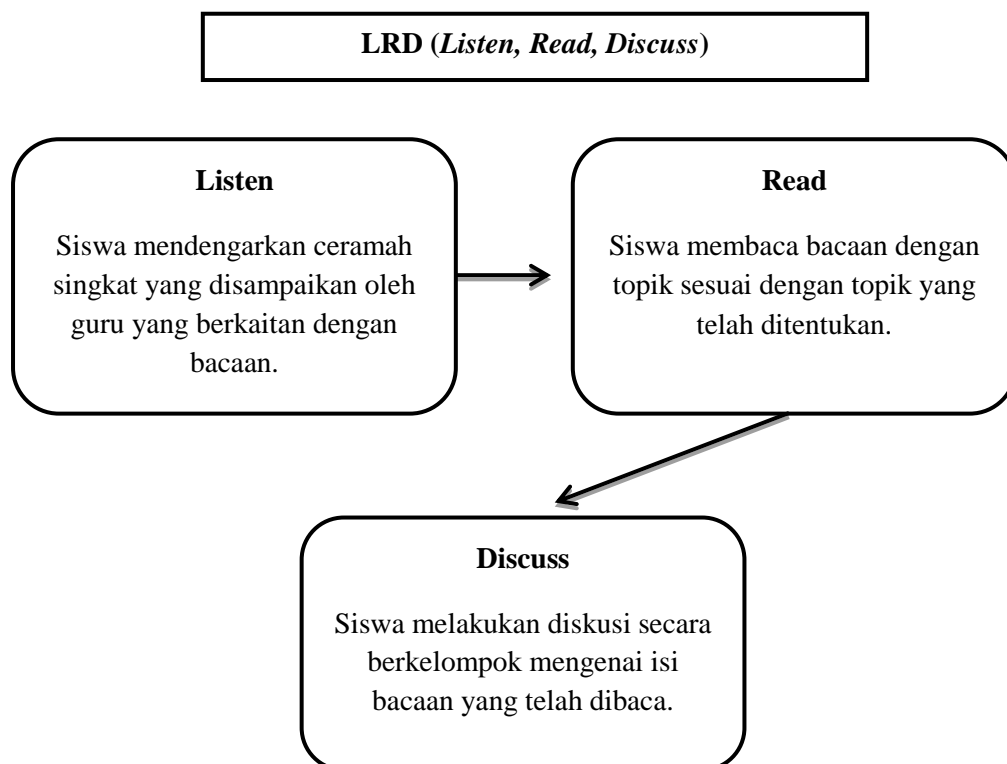 LRD (Listen, Read, Discuss)
Listen
Siswa mendengarkan ceramah
singkat yang disampaikan oleh
guru yang berkaitan dengan
bacaan.
Read
Siswa membaca bacaan dengan
topik sesuai dengan topik yang
telah ditentukan.
Discuss
Siswa melakukan diskusi secara
berkelompok mengenai isi
bacaan yang telah dibaca.